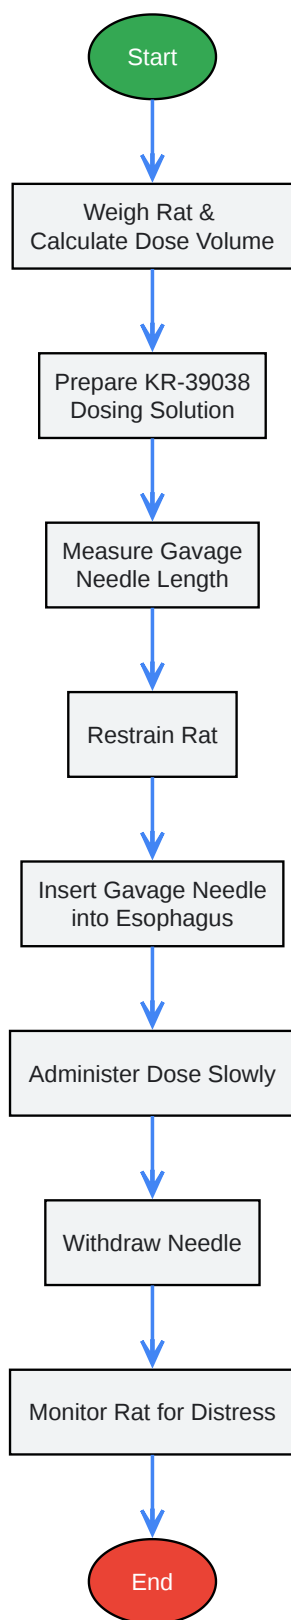 Start
Weigh Rat &
Calculate Dose Volume
Prepare KR-39038
Dosing Solution
Measure Gavage
Needle Length
Restrain Rat
Insert Gavage Needle
into Esophagus
Administer Dose Slowly
Withdraw Needle
Monitor Rat for Distress
End